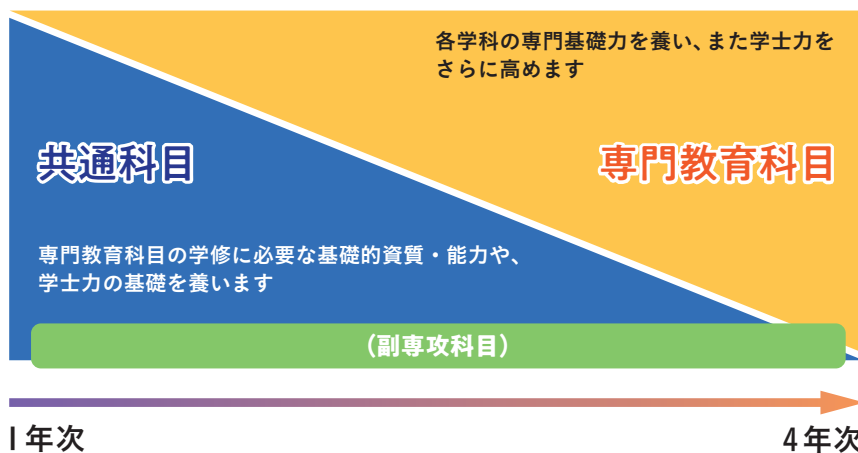 各学科の専門基礎力を養い、また学士力を
さらに高めます
共通科目
専門教育科目
専門教育科目の学修に必要な基礎的資質・能力や、
学士力の基礎を養います
（副専攻科目）
1年次
4年次